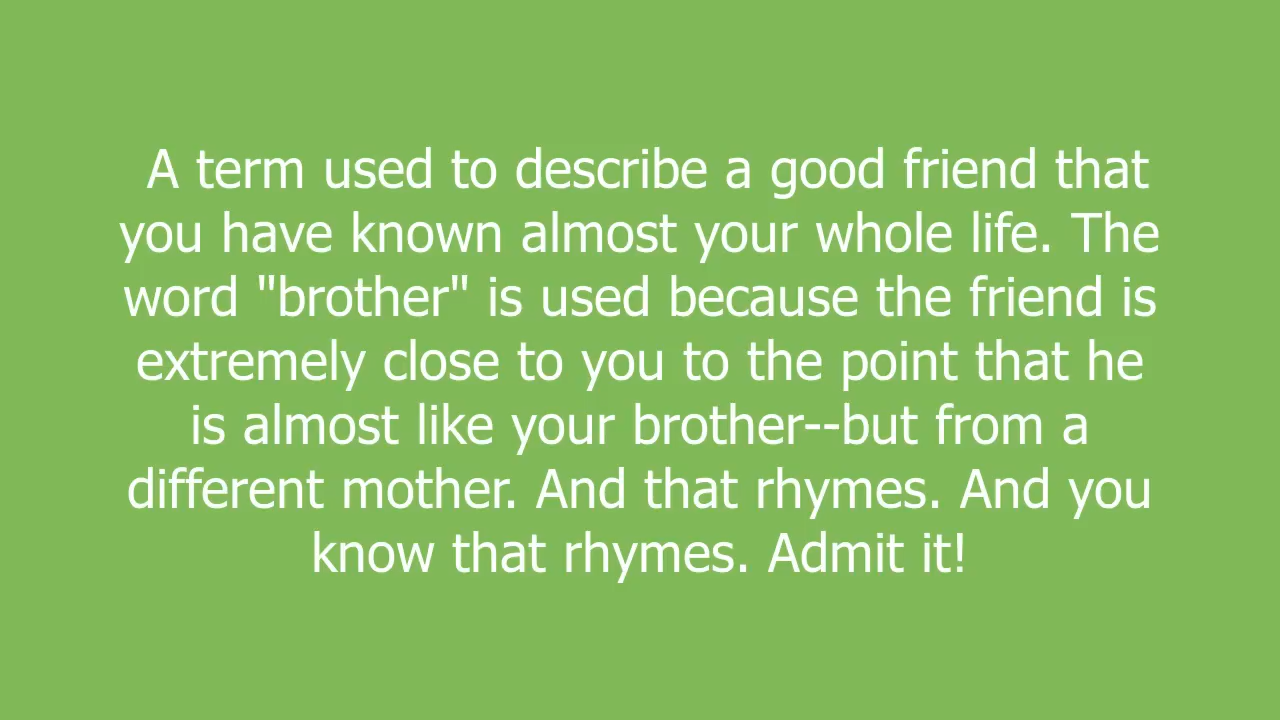 A term used to describe a good friend that
you have known almost your whole life. The
word "brother" is used because the friend is
extremely close to you to the point that he
is almost like your brother--but from a
different mother. And that rhymes. And you
know that rhymes. Admit it!